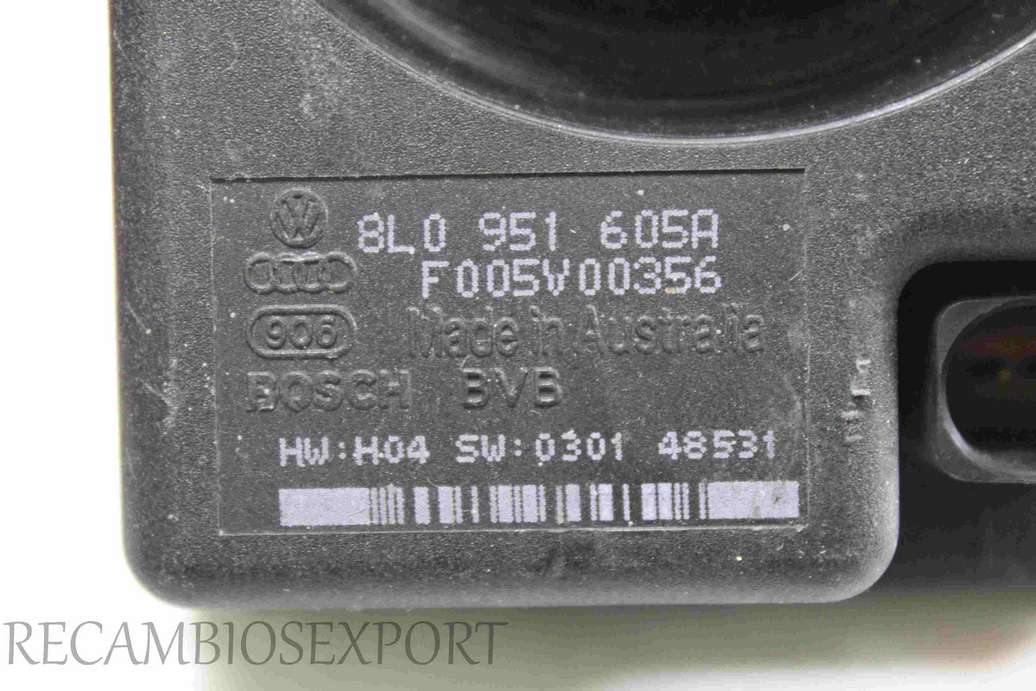 8L0 951 605A
F005V00356
906
Made in Australia
BOSCH BVB
HW:H04 SW:0301 48531
RECAMBIOSEXPORT